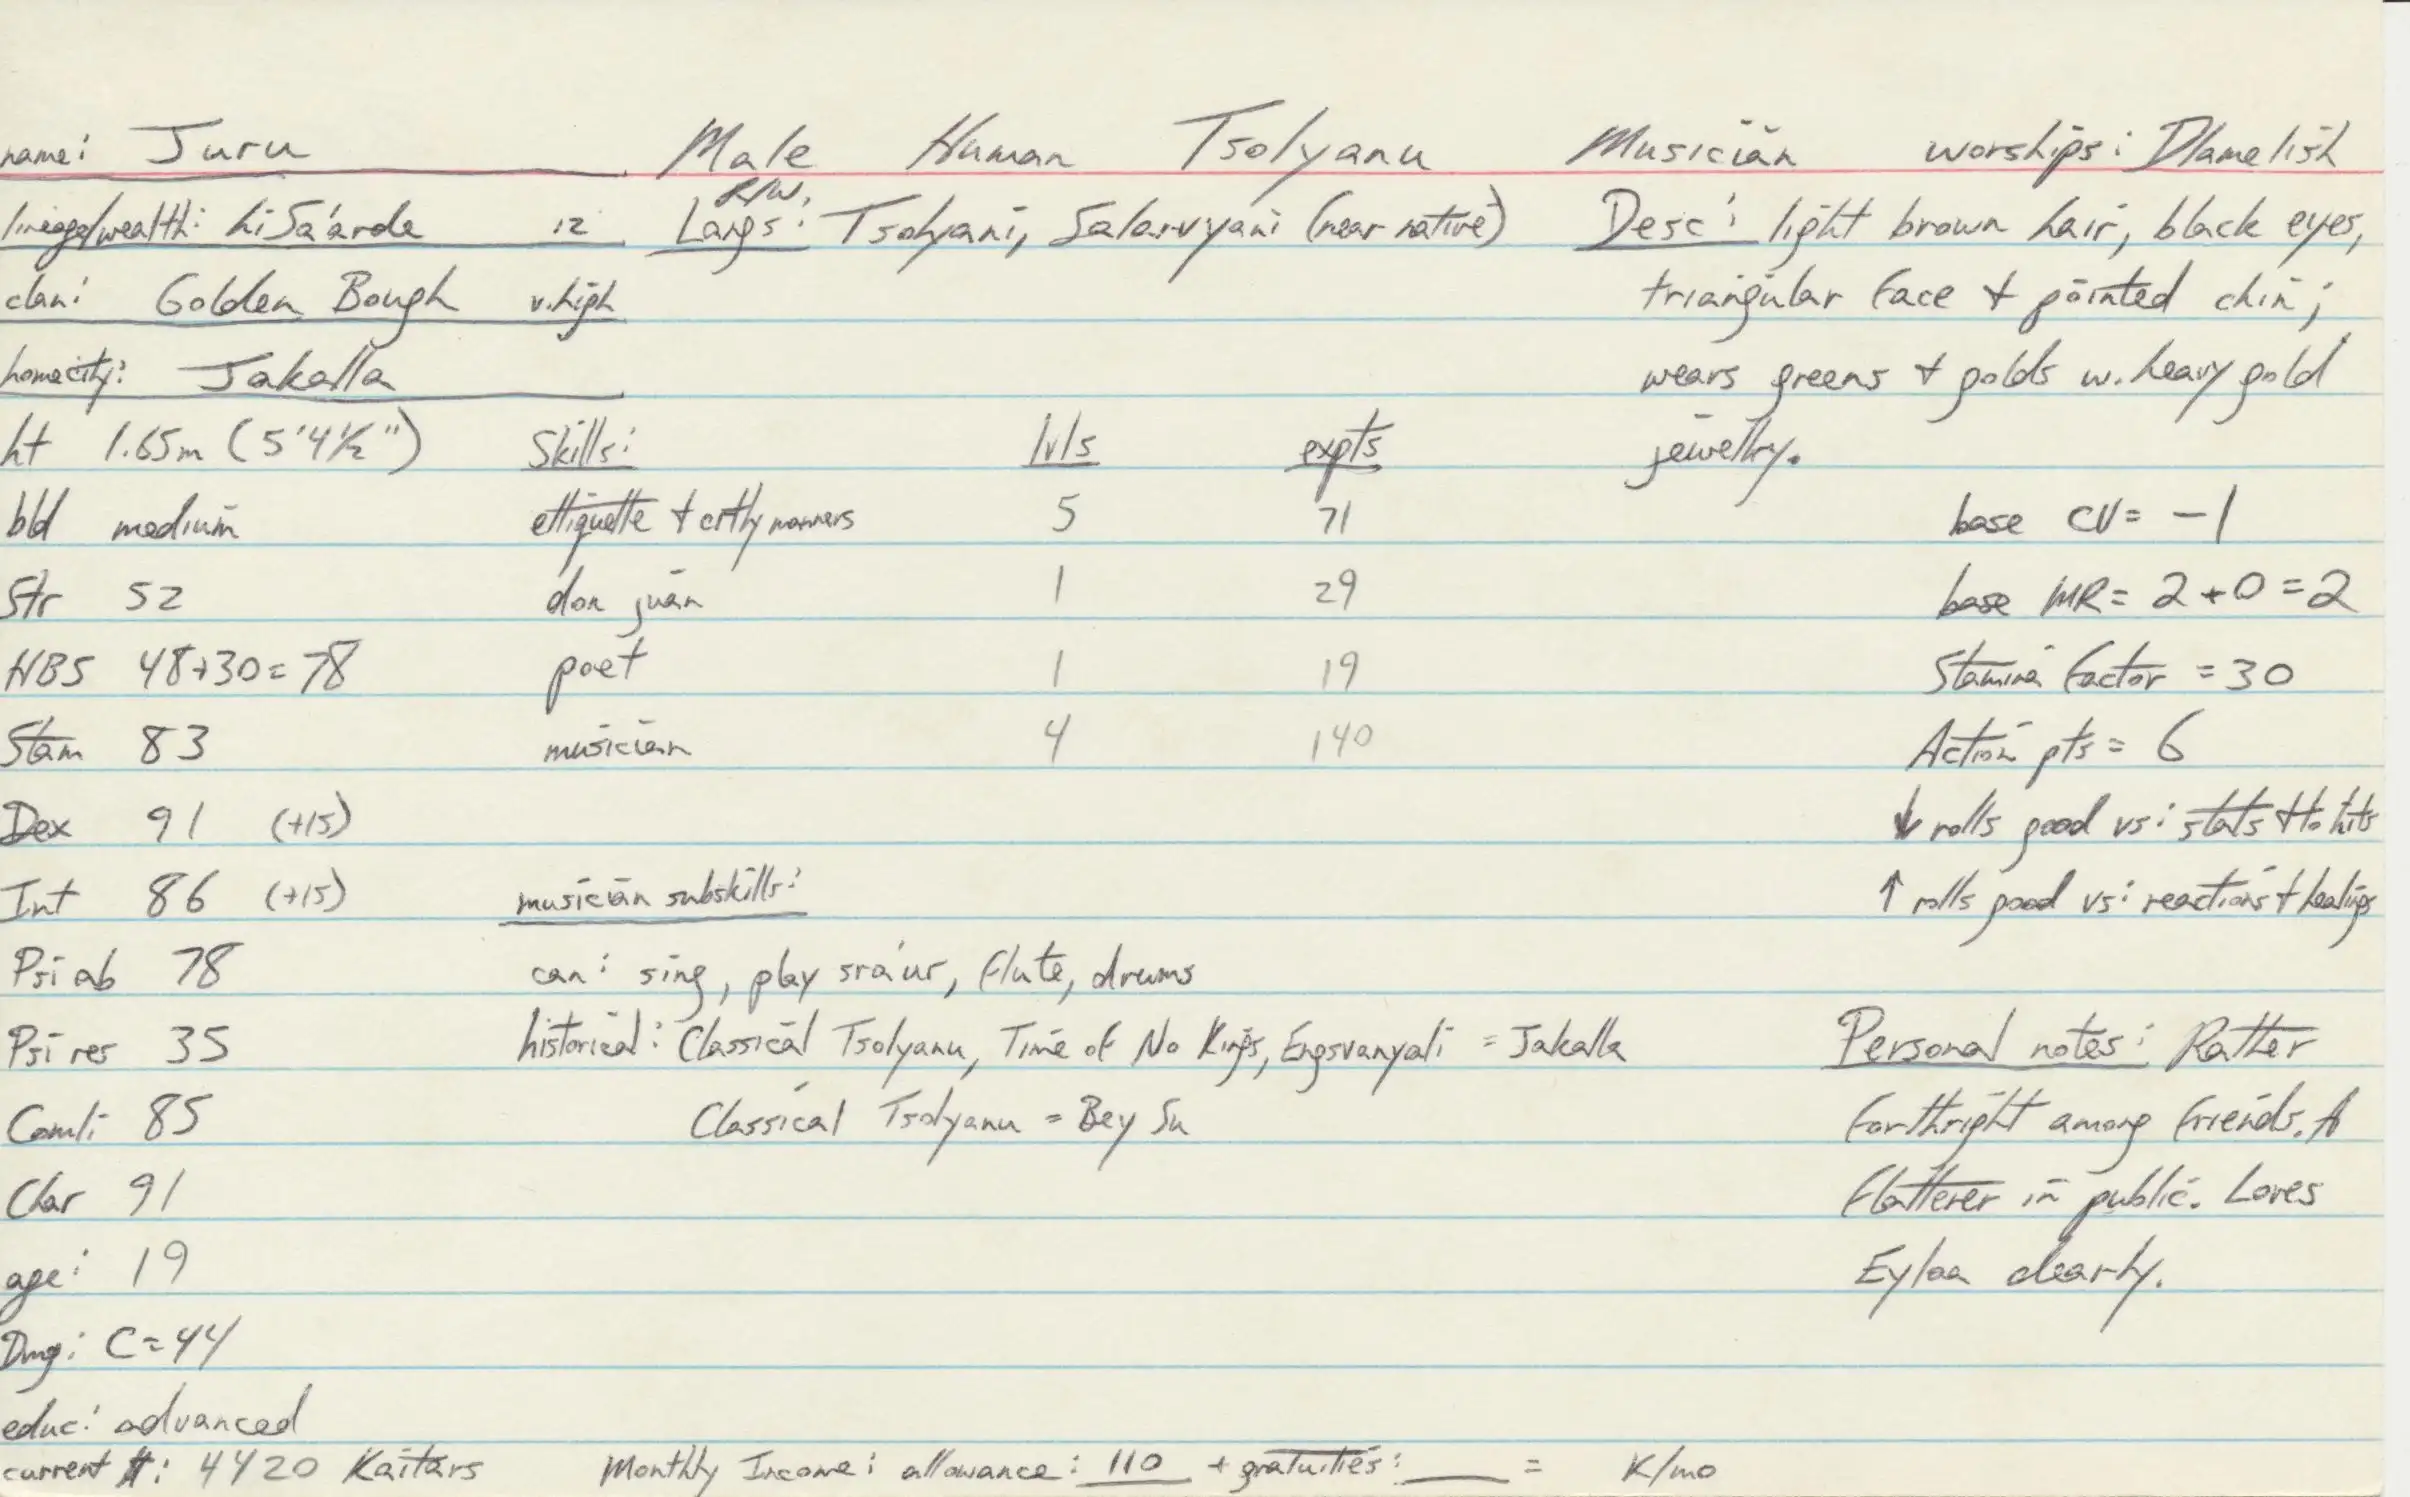 name: Juru Male Human Tsolyanu Musician worships: Dlamelish
R/W,
lineage/wealth: hiSa'arda 12 Langs: Tsolyani, Salarvyani (near native) Desc: light brown hair, black eyes,
clan: Golden Bough v. high triangular face + pointed chin;
homecity: Jakalla wears greens + golds w. heavy gold
ht 1.65m (5'4½") Skills: lvls expts jewellry.
bld medium ettiquette + crtly manners 5 71 base CV = -1
Str 52 don juan 1 29 base MR = 2+0=2
HBS 48+30=78 poet 1 19 Stamina Factor = 30
Stam 83 musician 4 140 Action pts = 6
Dex 91 (+15) ↓ rolls good vs: stats + to hits
Int 86 (+15) musician subskills: ↑ rolls good vs: reactions + healings
Psi ab 78 can: sing, play sra'ur, flute, drums
Psi res 35 historical: Classical Tsolyanu, Time of No Kings, Engsvanyali = Jakalla Personal notes: Rather
Comli 85 Classical Tsolyanu = Bey Su forthright among friends. A
Char 91 flatterer in public. Loves
age: 19 Eylaa dearly.
Dmg: C=44
educ: advanced
current #: 4420 Kaitars Monthly Income: allowance: 110 + gratuities: ____ = K/mo